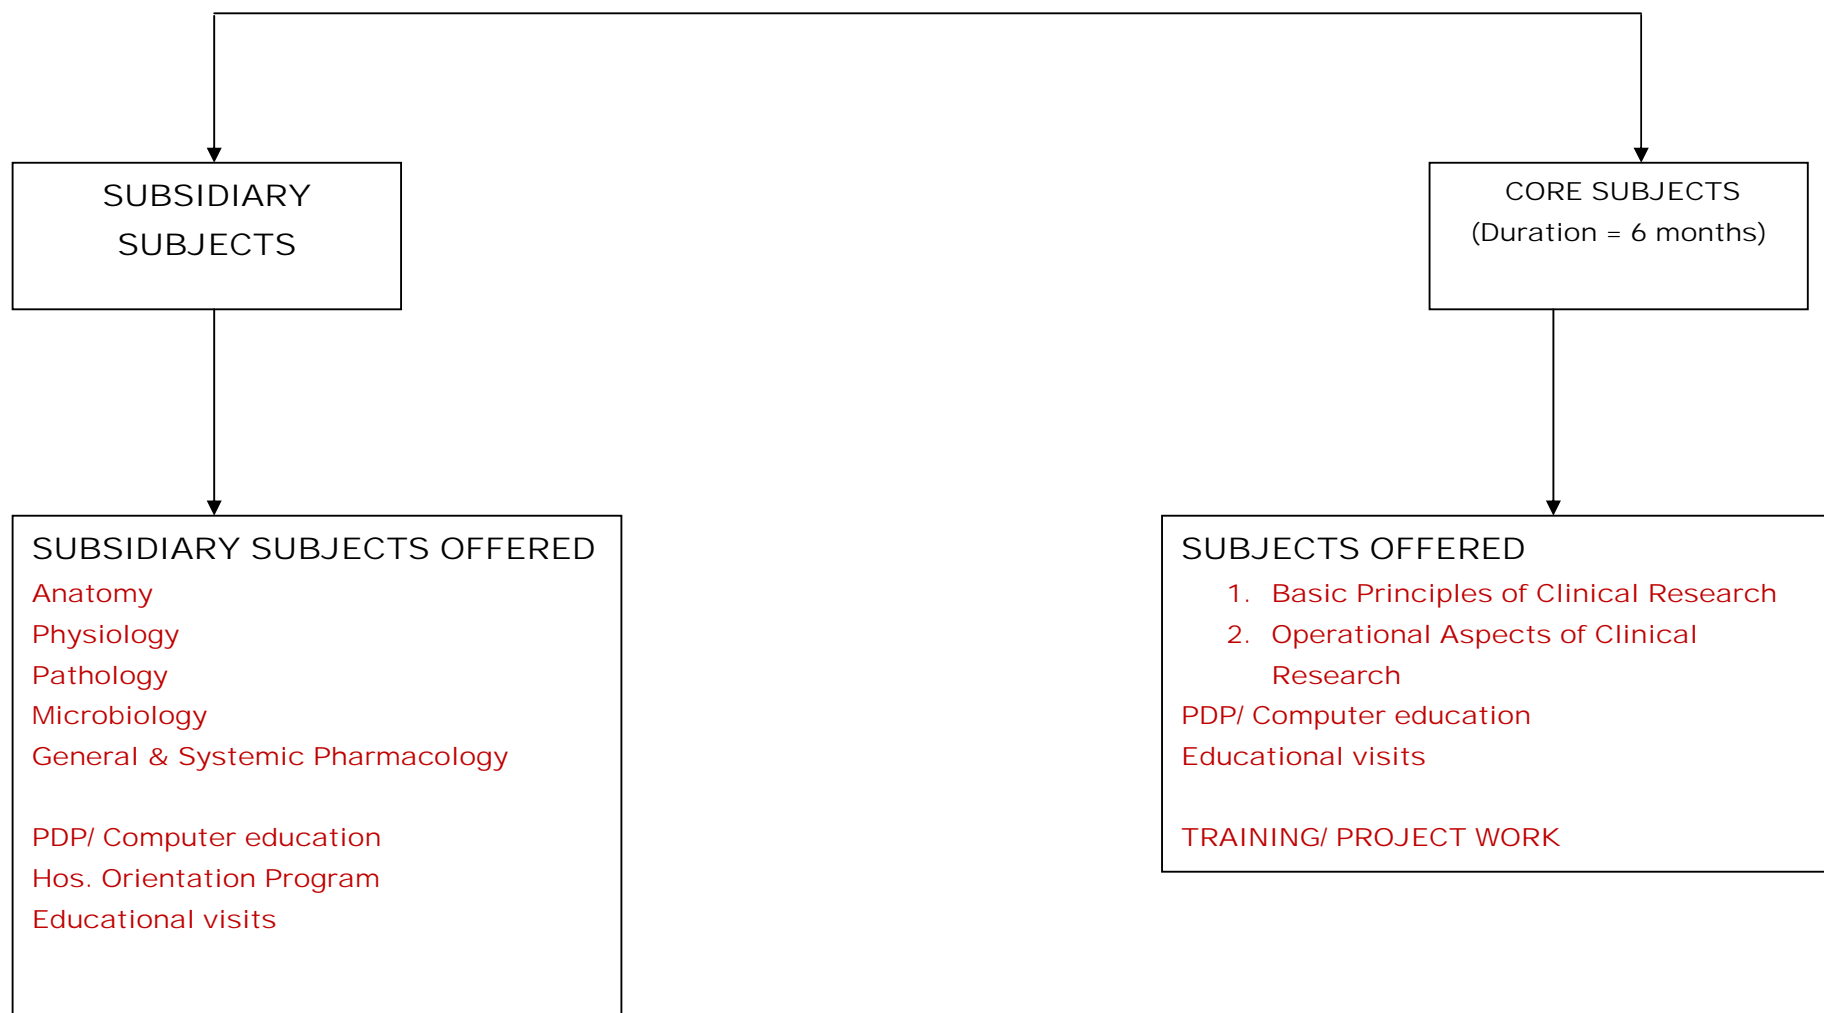 SUBSIDIARY
SUBJECTS
CORE SUBJECTS
(Duration = 6 months)
SUBSIDIARY SUBJECTS OFFERED
Anatomy
Physiology
Pathology
Microbiology
General & Systemic Pharmacology
PDP/ Computer education
Hos. Orientation Program
Educational visits
SUBJECTS OFFERED
1. Basic Principles of Clinical Research
2. Operational Aspects of Clinical
Research
PDP/ Computer education
Educational visits
TRAINING/ PROJECT WORK